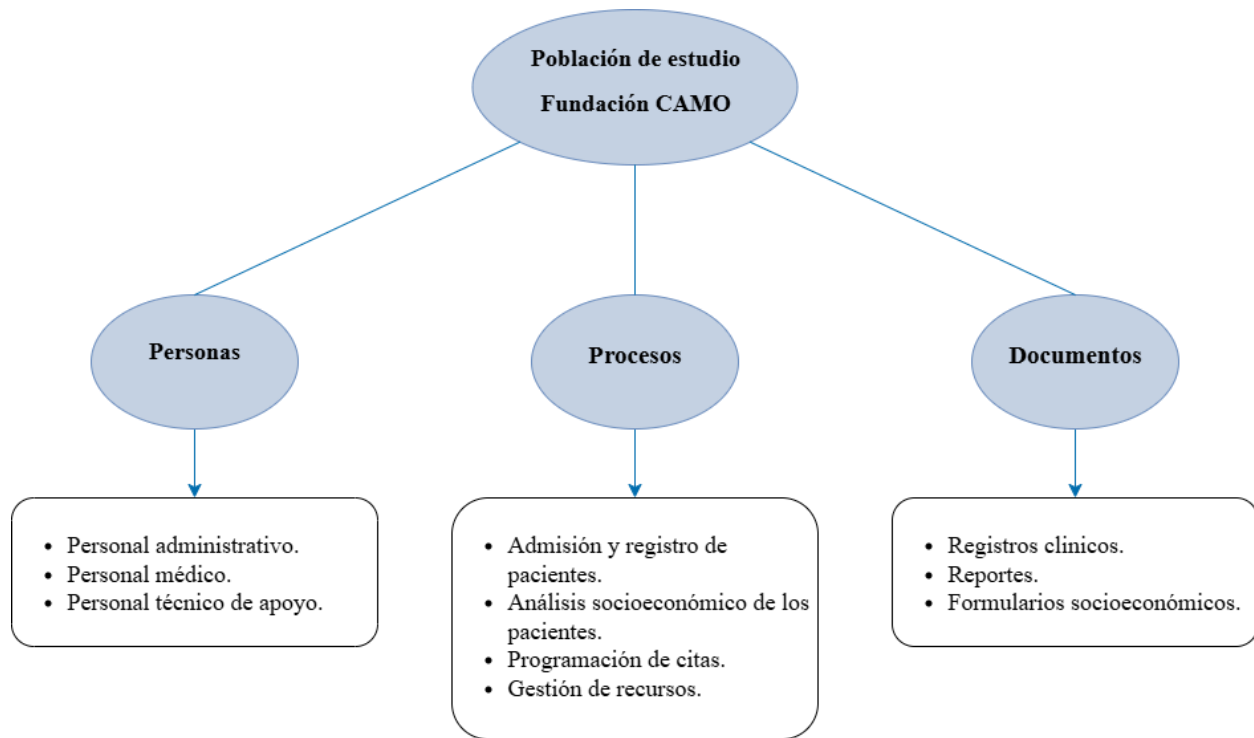 Población de estudio
Fundación CAMO
Personas
Procesos
Documentos
• Personal administrativo.
• Personal médico.
• Personal técnico de apoyo.
• Admisión y registro de
pacientes.
• Análisis socioeconómico de los
pacientes.
• Programación de citas.
• Gestión de recursos.
• Registros clínicos.
• Reportes.
• Formularios socioeconómicos.